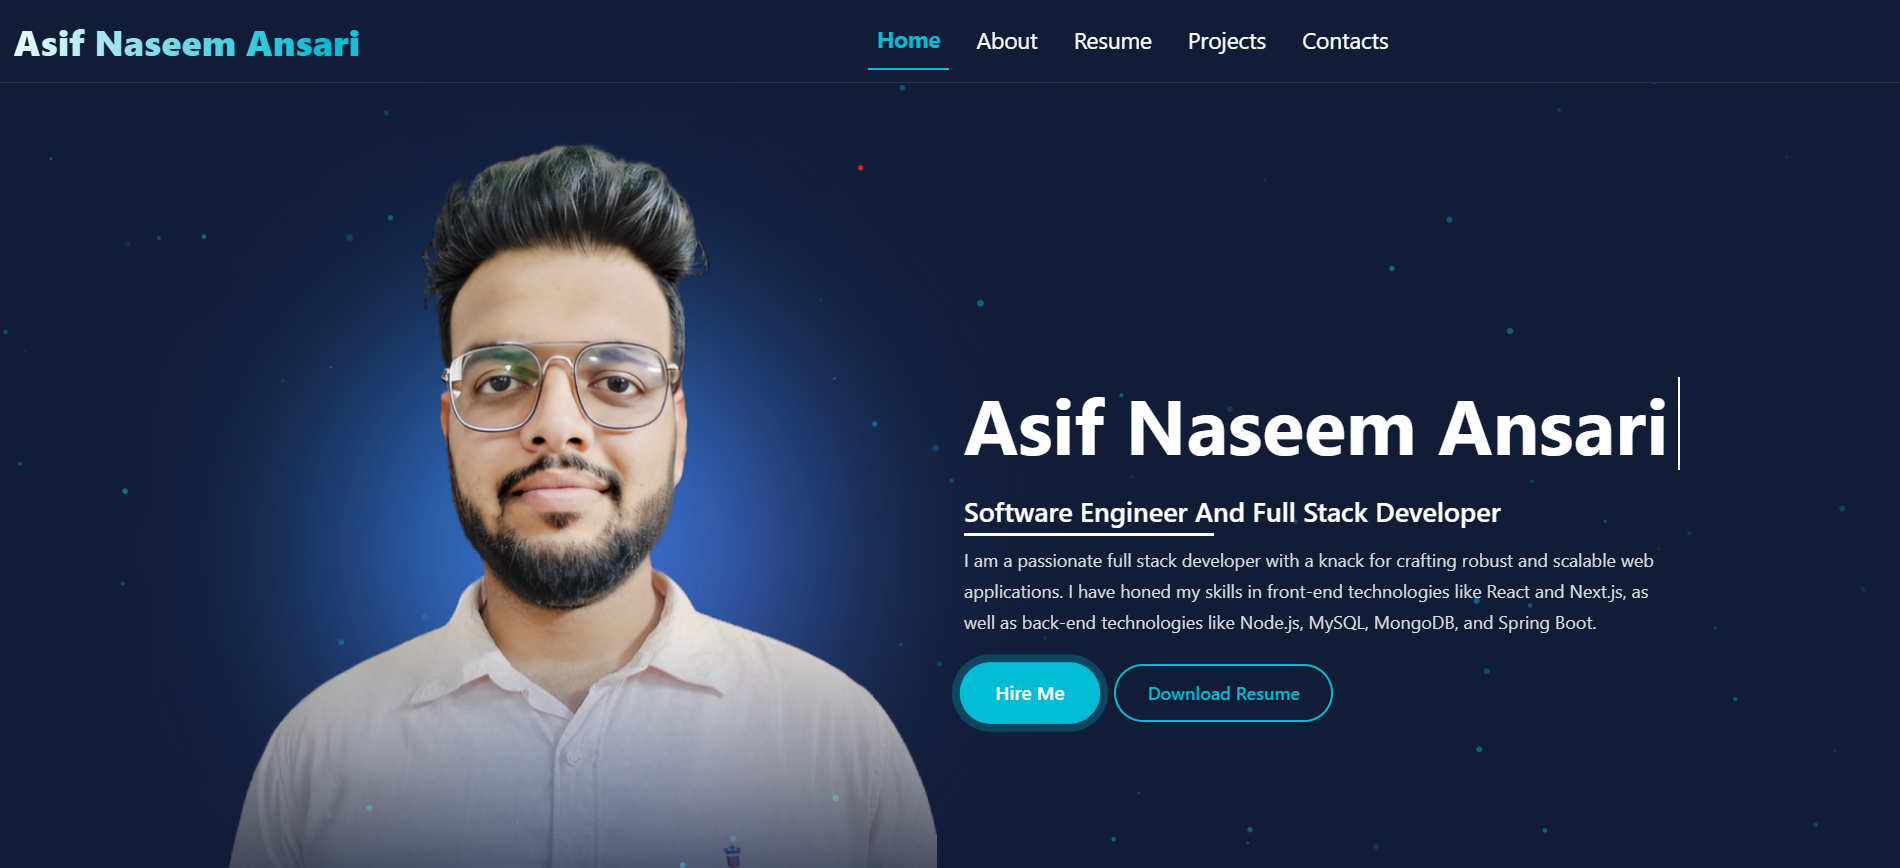 Asif Naseem Ansari
Home
About
Resume
Projects
Contacts
Asif Naseem Ansari
Software Engineer And Full Stack Developer
I am a passionate full stack developer with a knack for crafting robust and scalable web
applications. I have honed my skills in front-end technologies like React and Next.js, as
well as back-end technologies like Node.js, MySQL, MongoDB, and Spring Boot.
Hire Me
Download Resume